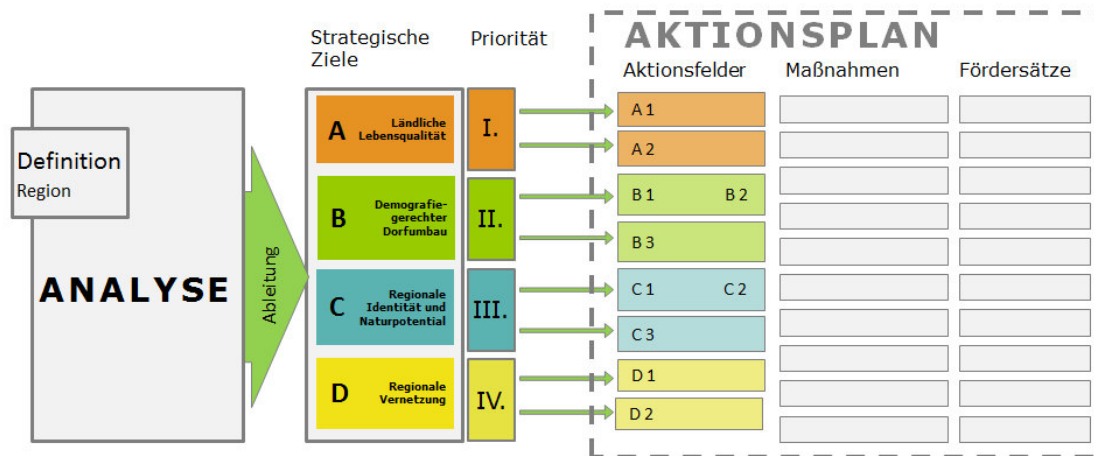 AKTIONSPLAN
Strategische
Ziele
Priorität
Aktionsfelder
Maßnahmen
Fördersätze
Definition
Region
ANALYSE
Ableitung
A
Ländliche
Lebensqualität
I.
A 1
A 2
B
Demografie-
gerechter
Dorfumbau
II.
B 1 B 2
B 3
C
Regionale
Identität und
Naturpotential
III.
C 1 C 2
C 3
D
Regionale
Vernetzung
IV.
D 1
D 2